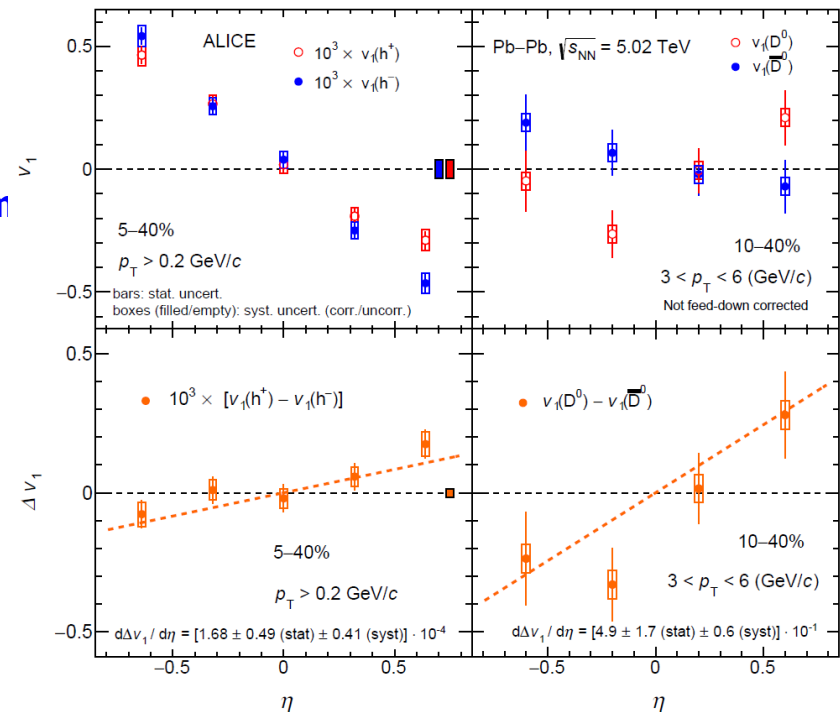 ALICE
10³ × v₁(h⁺)
10³ × v₁(h⁻)
0.5
0
−0.5
v₁
5–40%
p_T > 0.2 GeV/c
bars: stat. uncert.
boxes (filled/empty): syst. uncert. (corr./uncorr.)
Pb–Pb, √s_NN = 5.02 TeV
v₁(D⁰)
v₁(D̅⁰)
10–40%
3 < p_T < 6 (GeV/c)
Not feed-down corrected
0.5
0
−0.5
Δ v₁
10³ × [v₁(h⁺) – v₁(h⁻)]
5–40%
p_T > 0.2 GeV/c
dΔv₁ / dη = [1.68 ± 0.49 (stat) ± 0.41 (syst)] · 10⁻⁴
−0.5 0 0.5
η
v₁(D⁰) – v₁(D̅⁰)
10–40%
3 < p_T < 6 (GeV/c)
dΔv₁ / dη = [4.9 ± 1.7 (stat) ± 0.6 (syst)] · 10⁻¹
−0.5 0 0.5
η